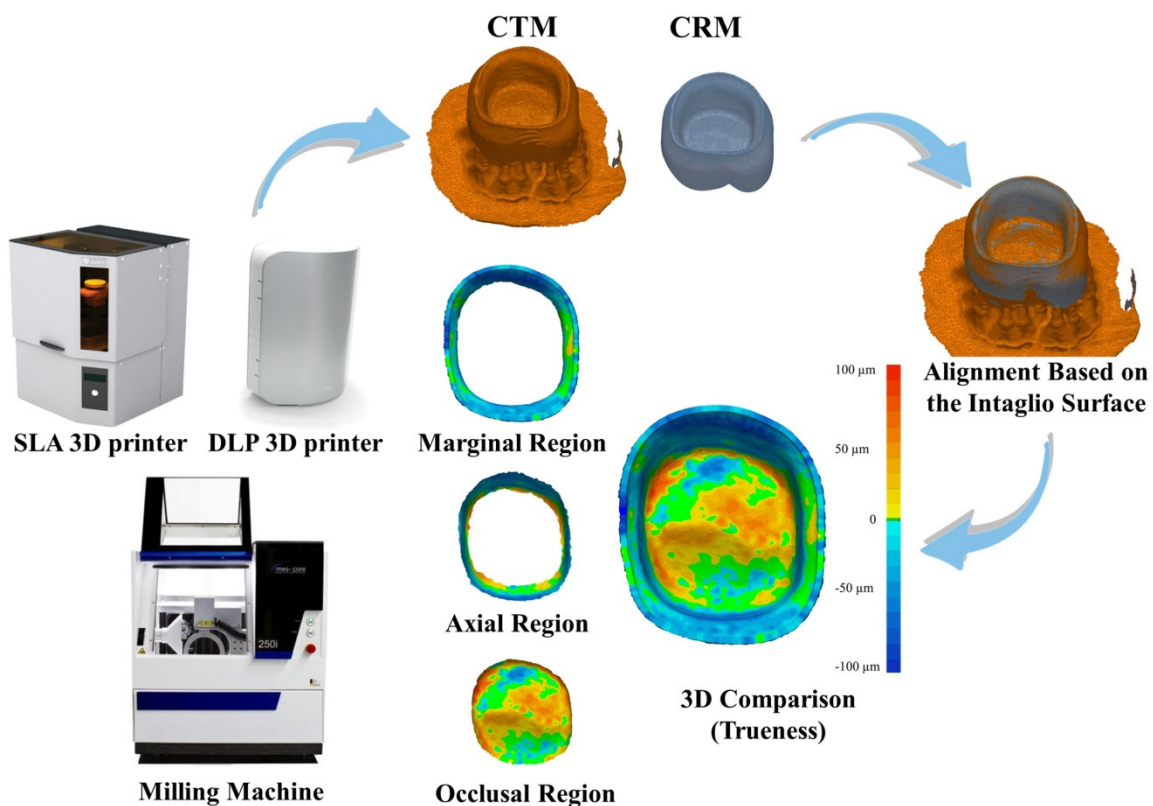 CTM
CRM
SLA 3D printer
DLP 3D printer
Marginal Region
100 µm
50 µm
0
-50 µm
-100 µm
Alignment Based on
the Intaglio Surface
Axial Region
250i
3D Comparison
(Trueness)
Milling Machine
Occlusal Region